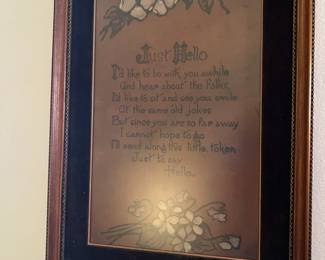 Just Hello
I'd like to be with you awhile
And hear about the folks
I'd like to sit and see you smile
At the same old jokes
But since you are so far away
I cannot hope to go
I'll send along this little token
Just to say
Hello.